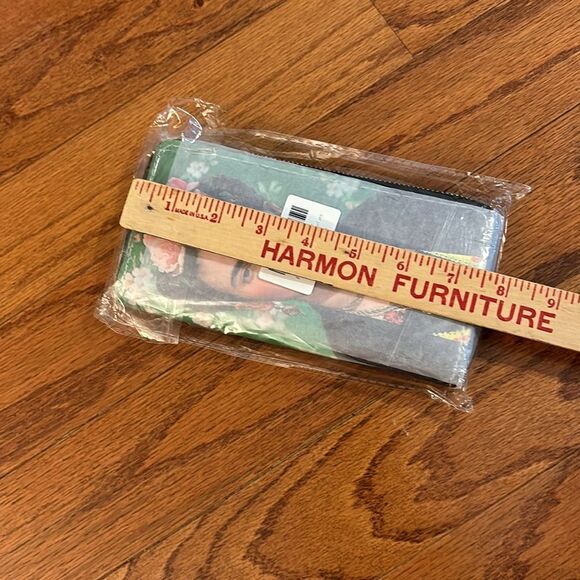 1 MADE IN U.S.A. 2 3 4 5 6 7 8 9
HARMON FURNITURE